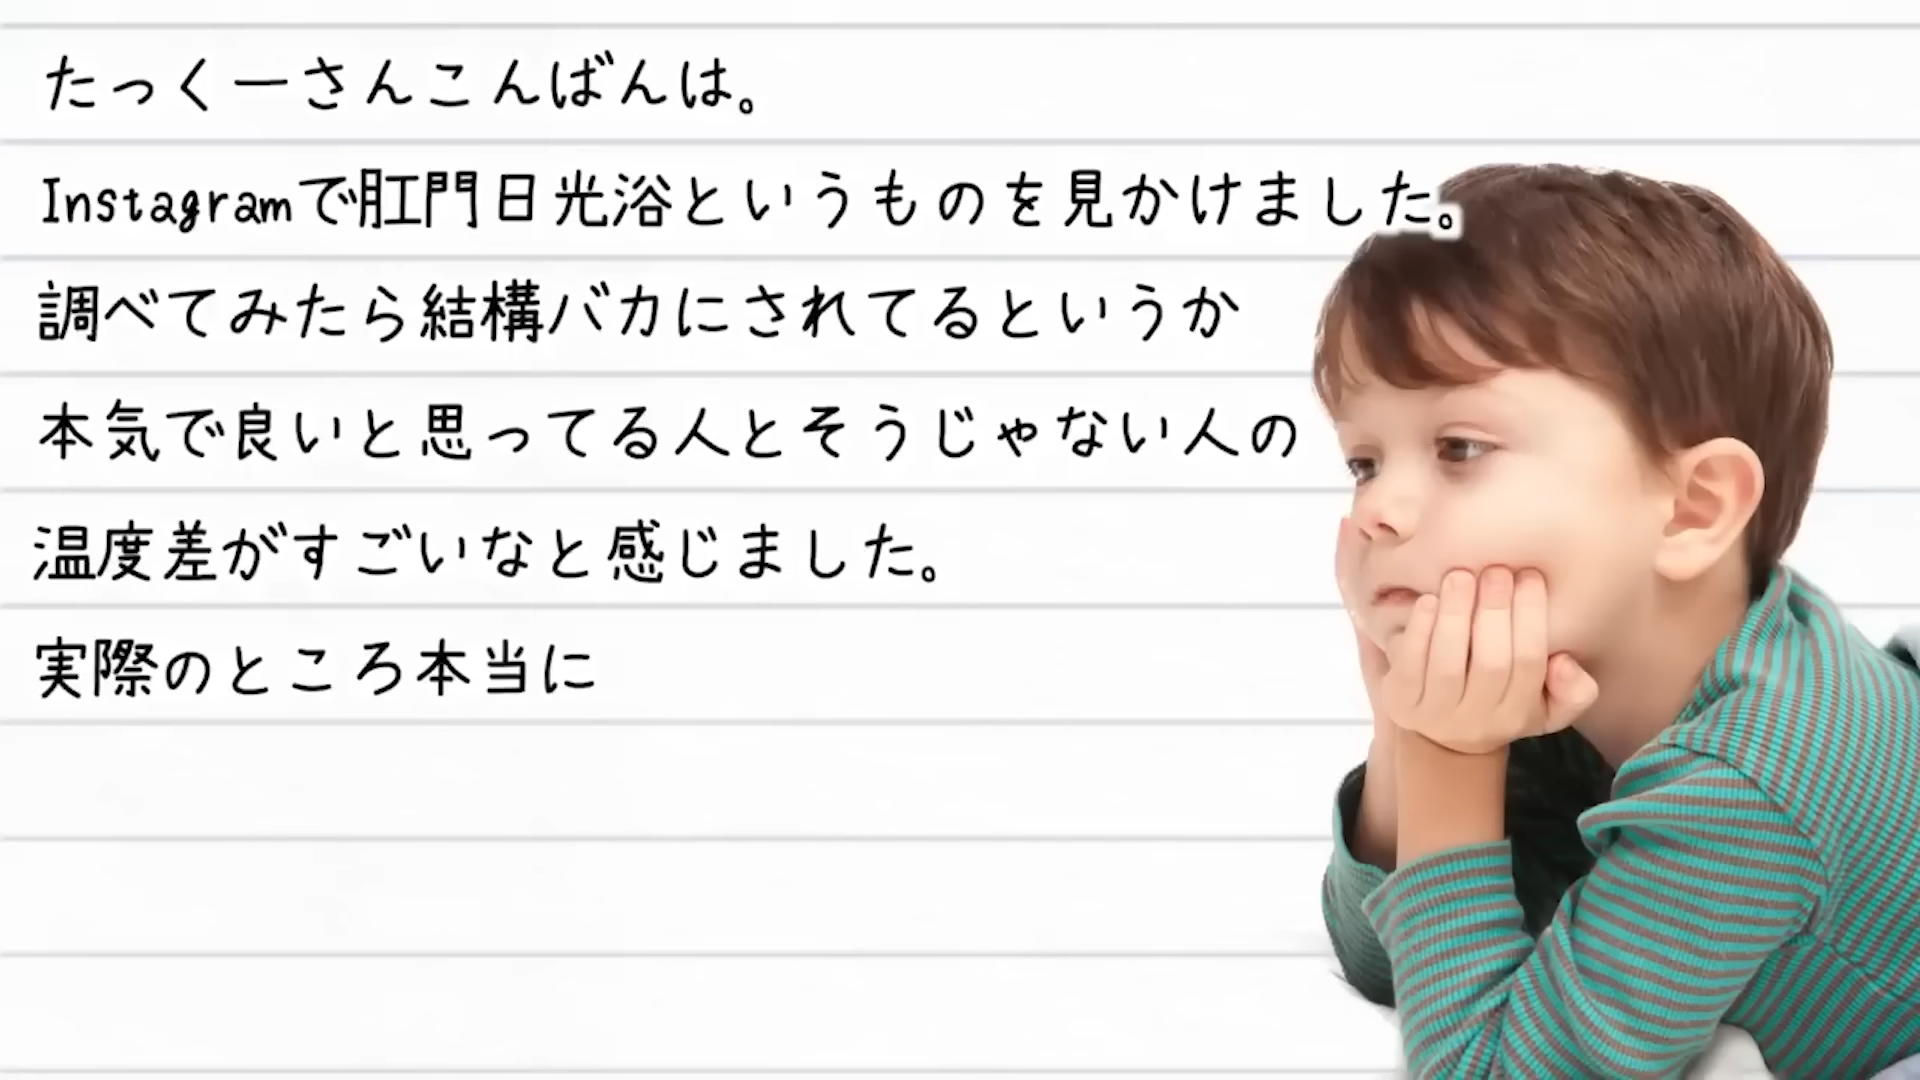 たっくーさんこんばんは。
Instagramで肛門日光浴というものを見かけました。
調べてみたら結構バカにされてるというか
本気で良いと思ってる人とそうじゃない人の
温度差がすごいなと感じました。
実際のところ本当に